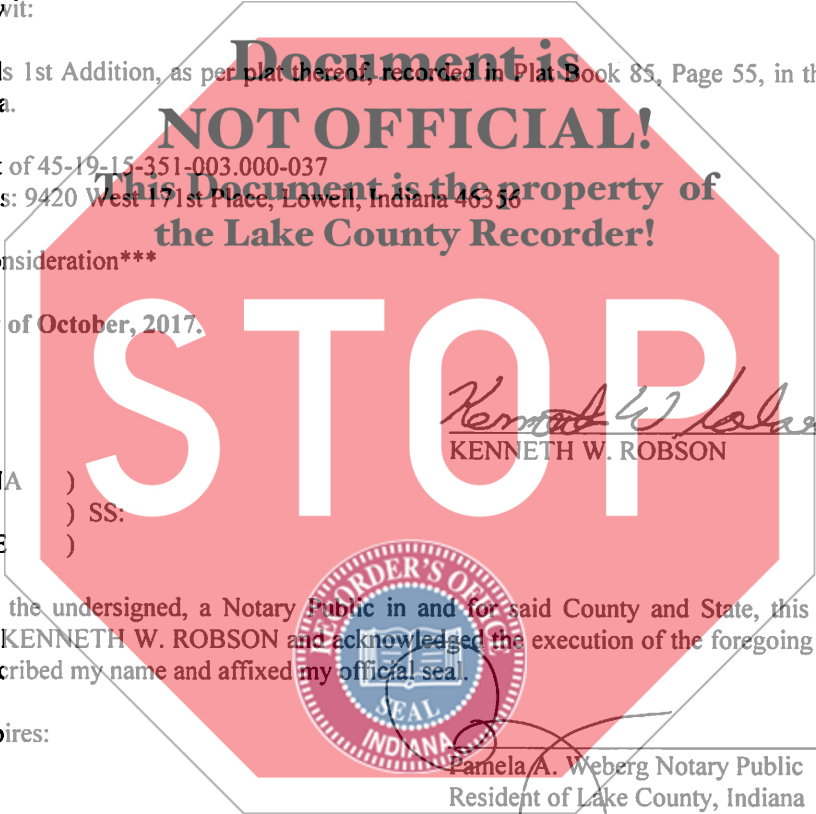 wit:
Document is
s 1st Addition, as per plat thereof, recorded in Plat Book 85, Page 55, in th
a.
NOT OFFICIAL!
of 45-19-15-351-003.000-037
This Document is the property of
s: 9420 West 171st Place, Lowell, Indiana 46356
the Lake County Recorder!
nsideration***
of October, 2017.
STOP
Kenneth W. Robson
KENNETH W. ROBSON
NA )
) SS:
E )
RECORDER'S OFFICE
the undersigned, a Notary Public in and for said County and State, this
KENNETH W. ROBSON and acknowledged the execution of the foregoing
cribed my name and affixed my official seal.
SEAL
INDIANA
pires:
Pamela A. Weberg Notary Public
Resident of Lake County, Indiana